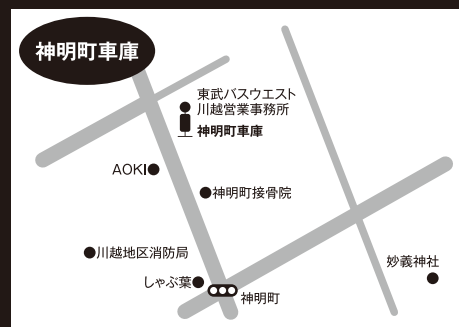 神明町車庫
東武バスウエスト
川越営業事務所
神明町車庫
AOKI
神明町接骨院
川越地区消防局
しゃぶ葉
神明町
妙義神社